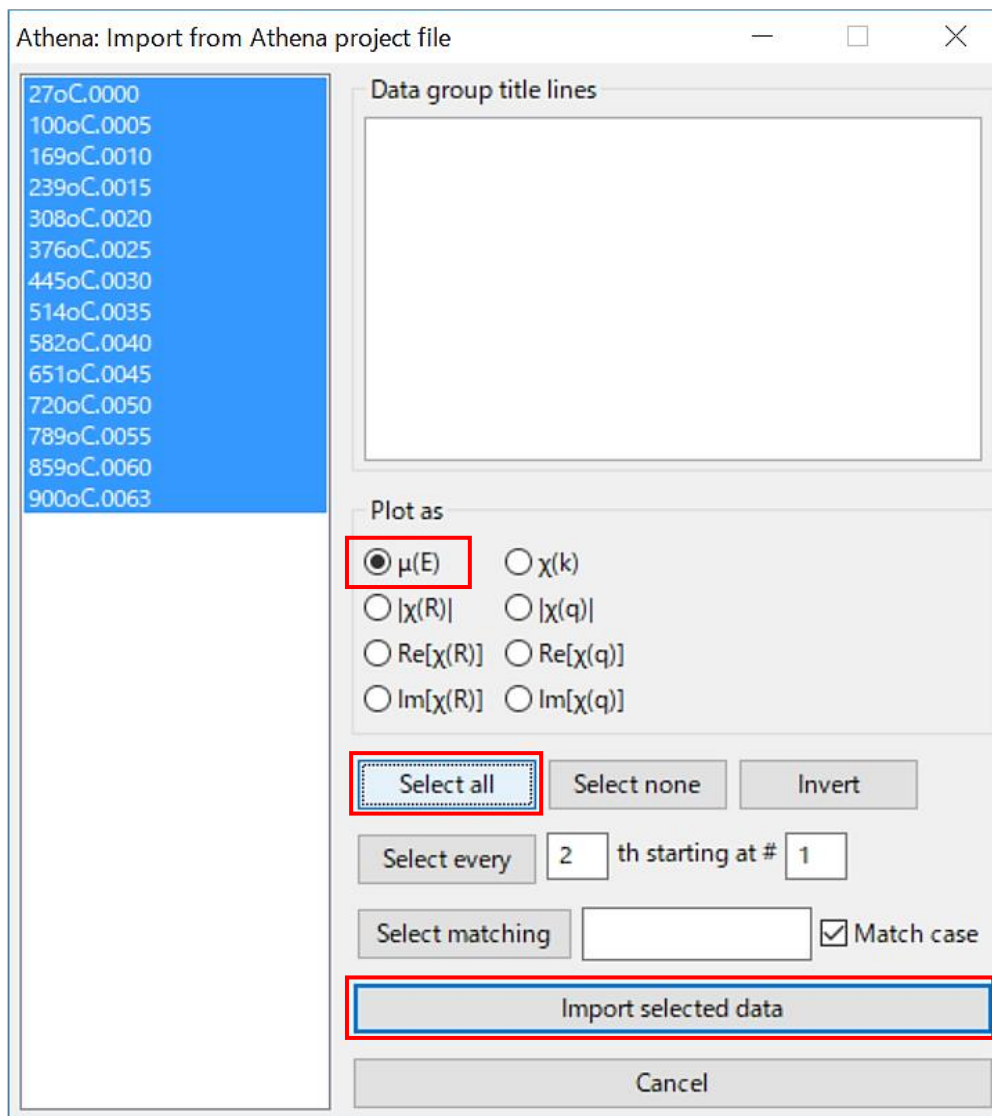 Athena: Import from Athena project file
27oC.0000
100oC.0005
169oC.0010
239oC.0015
308oC.0020
376oC.0025
445oC.0030
514oC.0035
582oC.0040
651oC.0045
720oC.0050
789oC.0055
859oC.0060
900oC.0063
Data group title lines
Plot as
μ(E) χ(k)
|χ(R)| |χ(q)|
Re[χ(R)] Re[χ(q)]
Im[χ(R)] Im[χ(q)]
Select all Select none Invert
Select every 2 th starting at # 1
Select matching Match case
Import selected data
Cancel